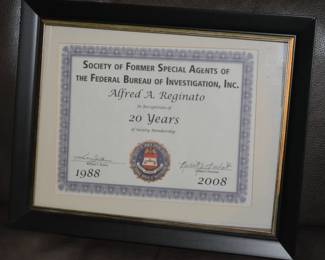 Society of Former Special Agents of
the Federal Bureau of Investigation, Inc.
Alfred A. Reginato
In Recognition of
20 Years
of Society Membership
1988
2008